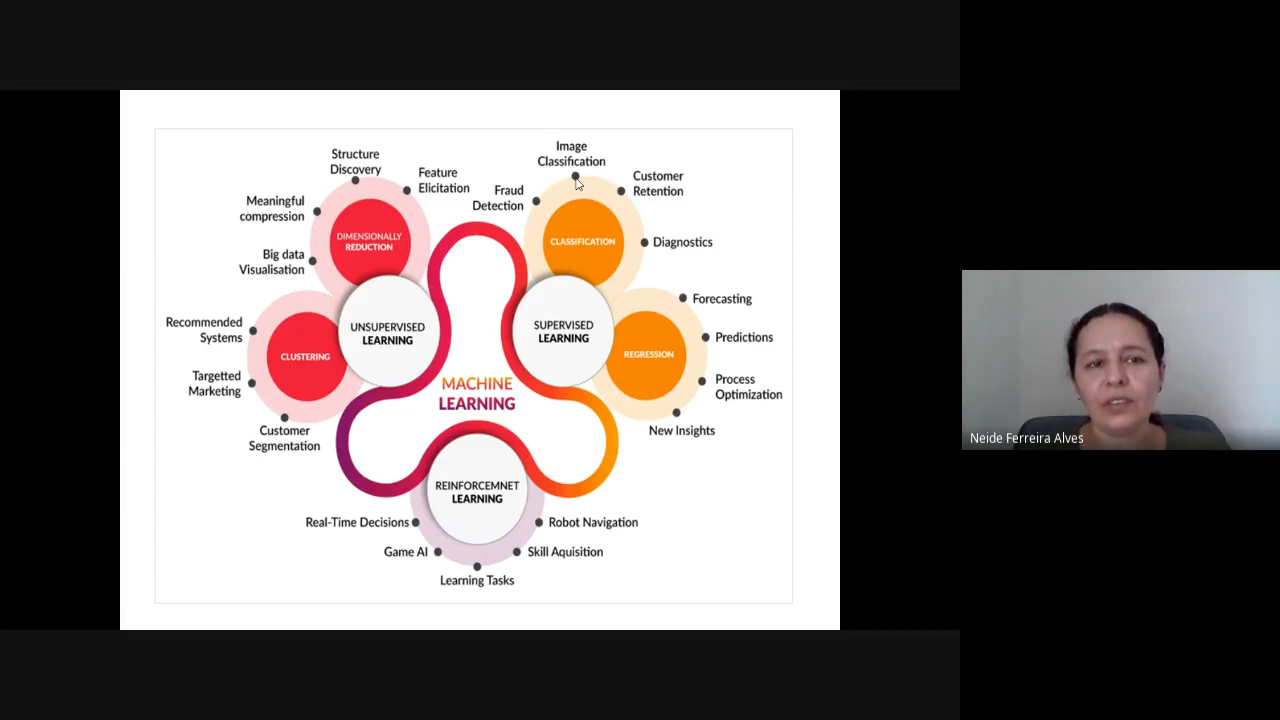 Structure
Discovery
Feature
Elicitation
Meaningful
compression
Big data
Visualisation
DIMENSIONALLY
REDUCTION
UNSUPERVISED
LEARNING
Recommended
Systems
CLUSTERING
Targetted
Marketing
Customer
Segmentation
Image
Classification
Fraud
Detection
Customer
Retention
CLASSIFICATION
Diagnostics
SUPERVISED
LEARNING
Forecasting
Predictions
REGRESSION
Process
Optimization
New Insights
MACHINE
LEARNING
REINFORCEMNET
LEARNING
Real-Time Decisions
Robot Navigation
Game AI
Skill Aquisition
Learning Tasks
Neide Ferreira Alves